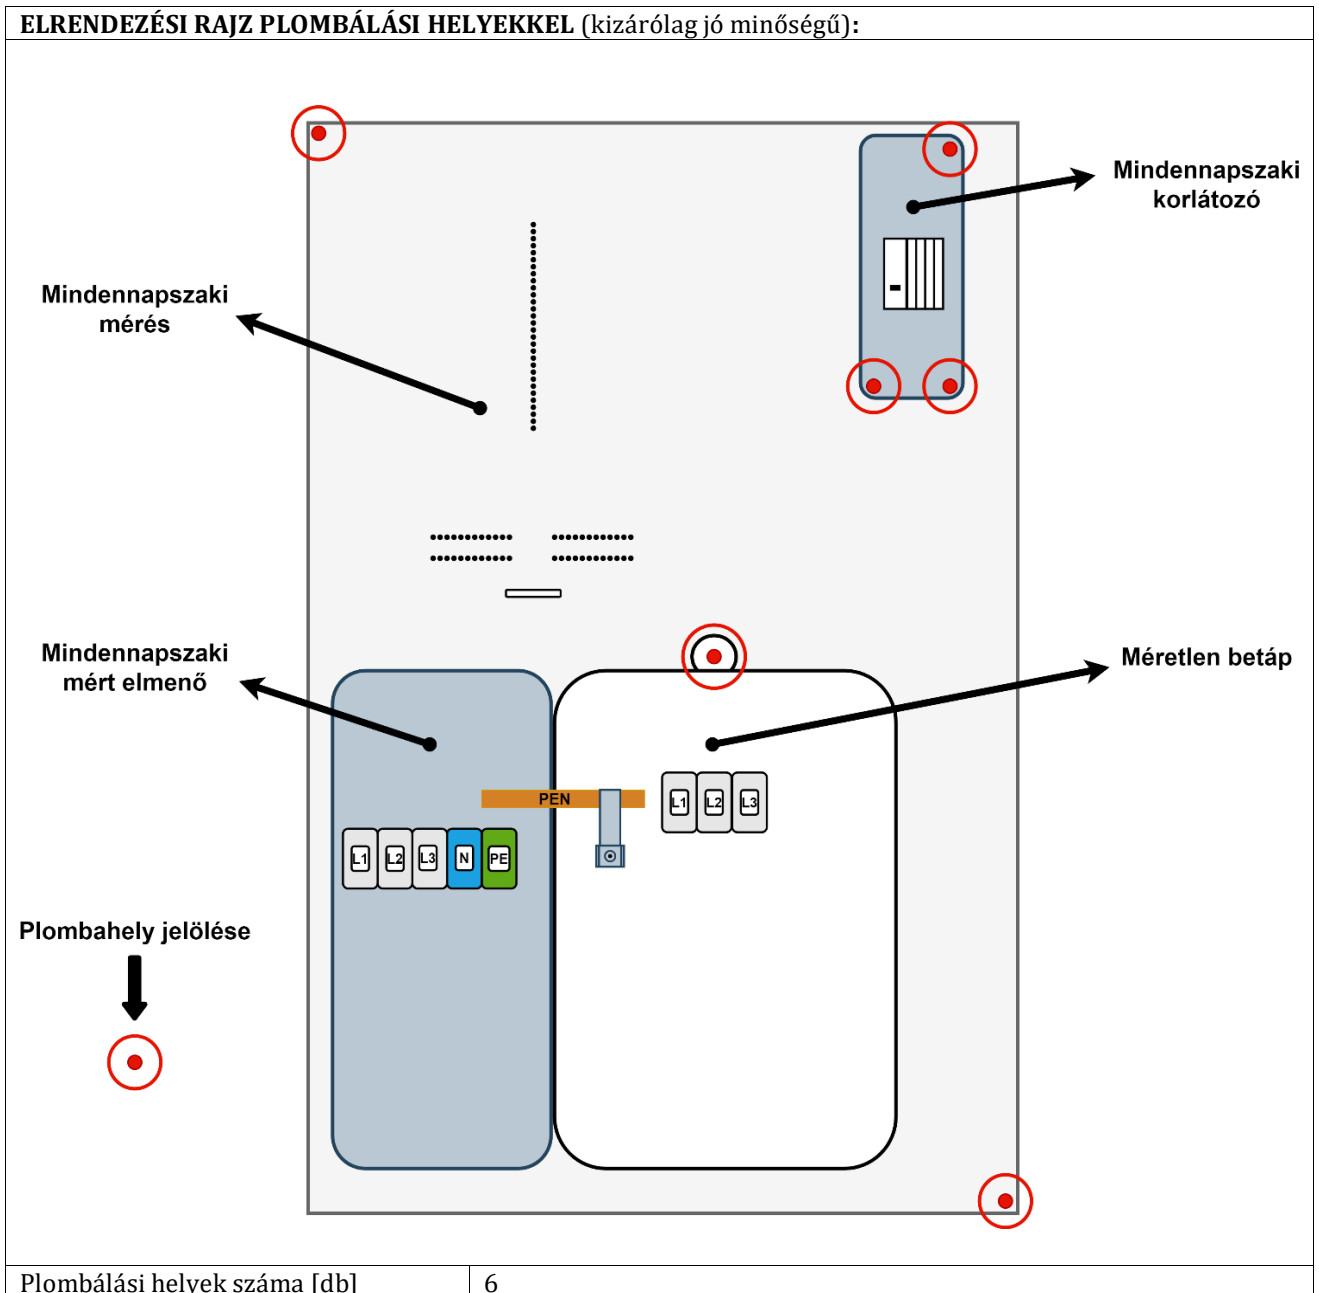 ELRENDEZÉSI RAJZ PLOMBÁLÁSI HELYEKKEL (kizárólag jó minőségű):
Mindennapszaki
korlátozó
Mindennapszaki
mérés
Mindennapszaki
mért elmenő
Méretlen betáp
PEN
L1 L2 L3
L1 L2 L3 N PE
Plombahely jelölése
Plombálási helyek száma [db] 6